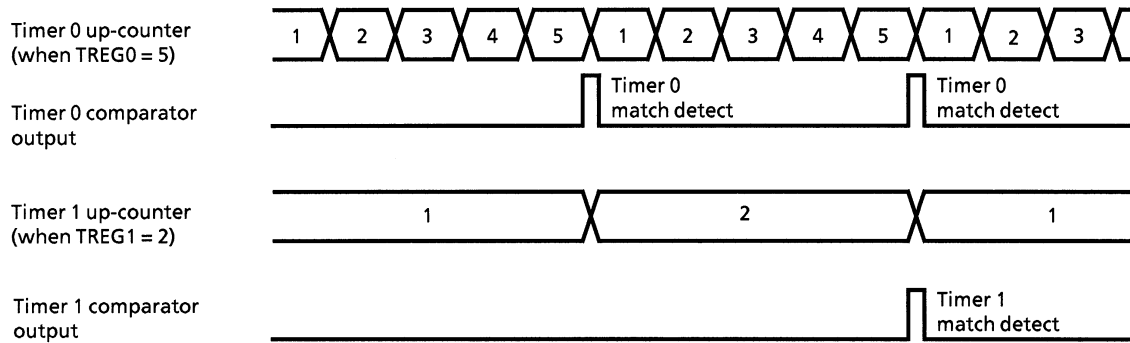 Timer 0 up-counter
(when TREG0 = 5)
1 2 3 4 5 1 2 3 4 5 1 2 3
Timer 0 comparator
output
Timer 0
match detect
Timer 0
match detect
Timer 1 up-counter
(when TREG1 = 2)
1 2 1
Timer 1 comparator
output
Timer 1
match detect